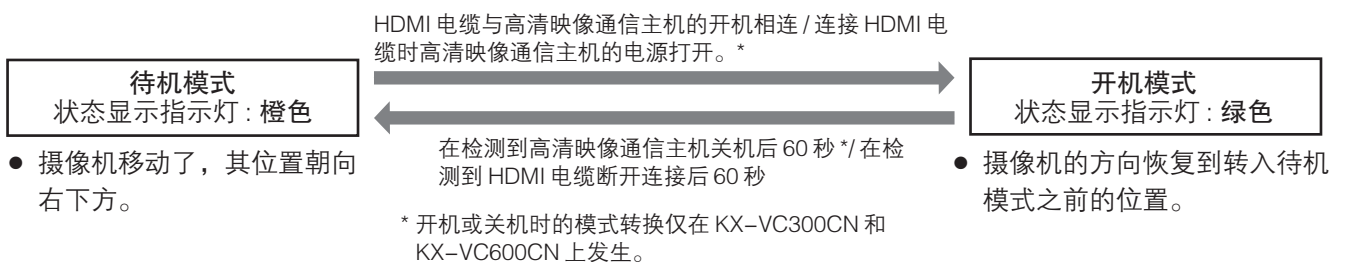 HDMI 电缆与高清映像通信主机的开机相连 / 连接 HDMI 电
缆时高清映像通信主机的电源打开。*
待机模式
状态显示指示灯 : 橙色
● 摄像机移动了，其位置朝向
右下方。
开机模式
状态显示指示灯 : 绿色
● 摄像机的方向恢复到转入待机
模式之前的位置。
在检测到高清映像通信主机关机后 60 秒 */ 在检
测到 HDMI 电缆断开连接后 60 秒
* 开机或关机时的模式转换仅在 KX-VC300CN 和
KX-VC600CN 上发生。